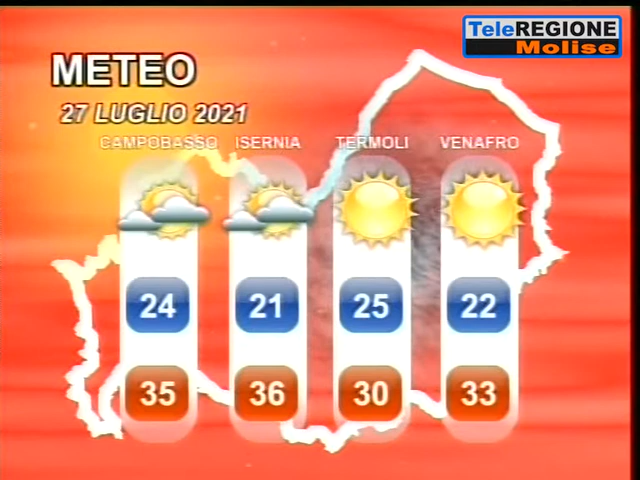 TeleREGIONE
Molise
METEO
27 LUGLIO 2021
CAMPOBASSO ISERNIA TERMOLI VENAFRO
24 21 25 22
35 36 30 33